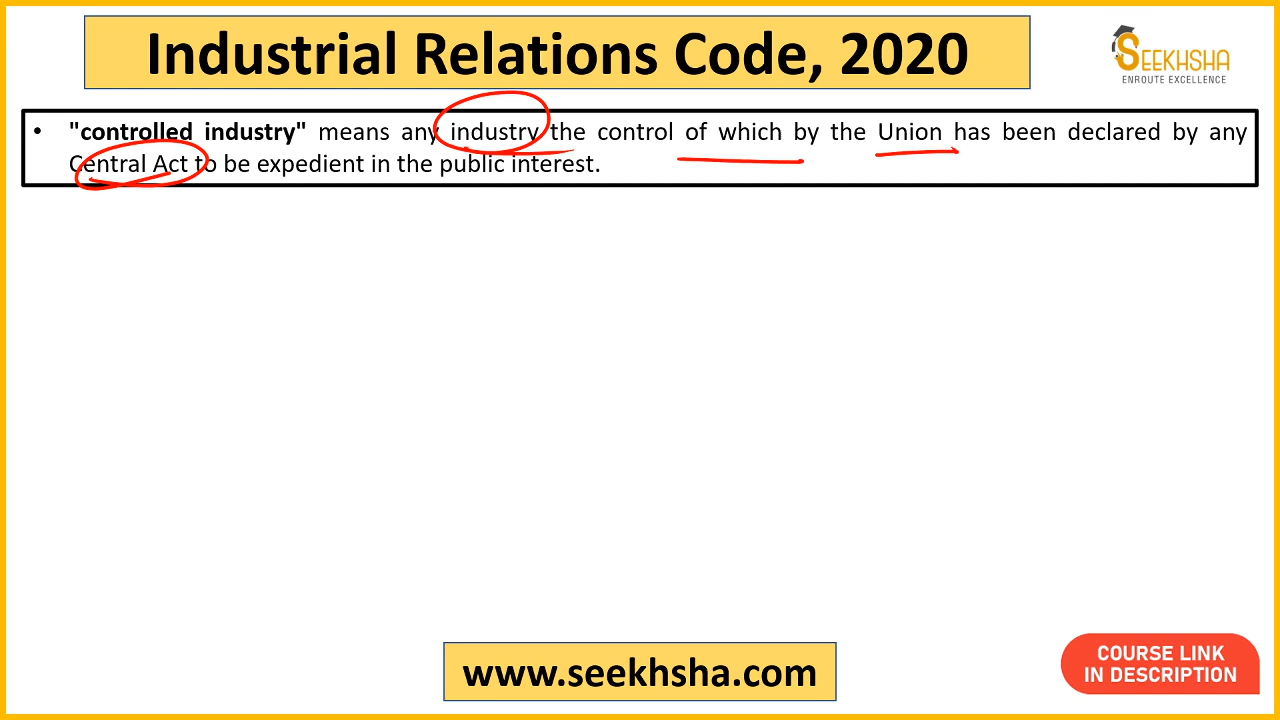 Industrial Relations Code, 2020
SEEKHSHA
ENROUTE EXCELLENCE
• "controlled industry" means any industry the control of which by the Union has been declared by any
Central Act to be expedient in the public interest.
www.seekhsha.com
COURSE LINK
IN DESCRIPTION